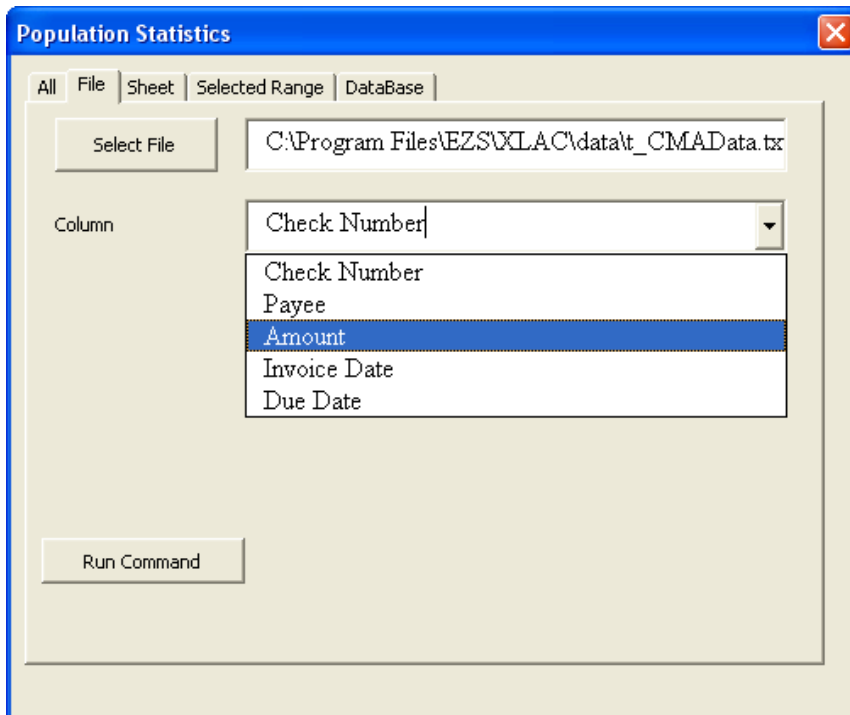 Population Statistics
All File Sheet Selected Range DataBase
Select File C:\Program Files\EZS\XLAC\data\t_CMAData.tx
Column Check Number
Check Number
Payee
Amount
Invoice Date
Due Date
Run Command